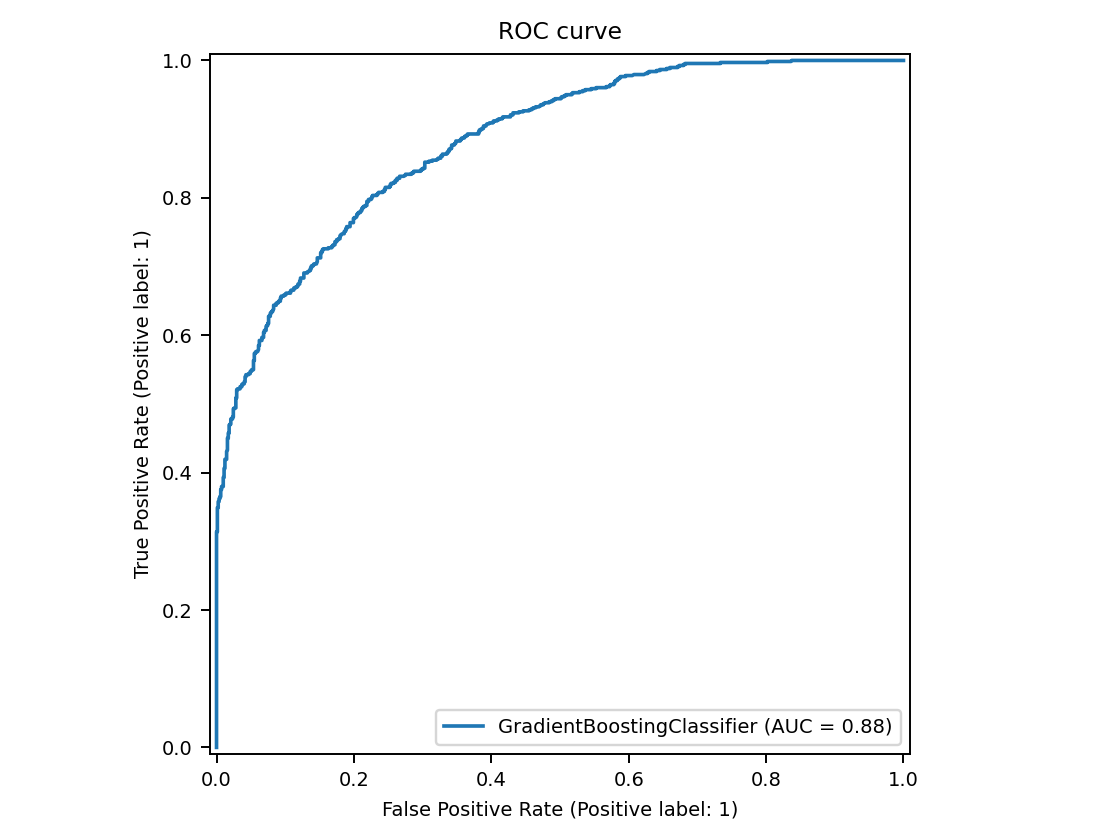 ROC curve
1.0
0.8
0.6
0.4
0.2
0.0
True Positive Rate (Positive label: 1)
GradientBoostingClassifier (AUC = 0.88)
0.0 0.2 0.4 0.6 0.8 1.0
False Positive Rate (Positive label: 1)